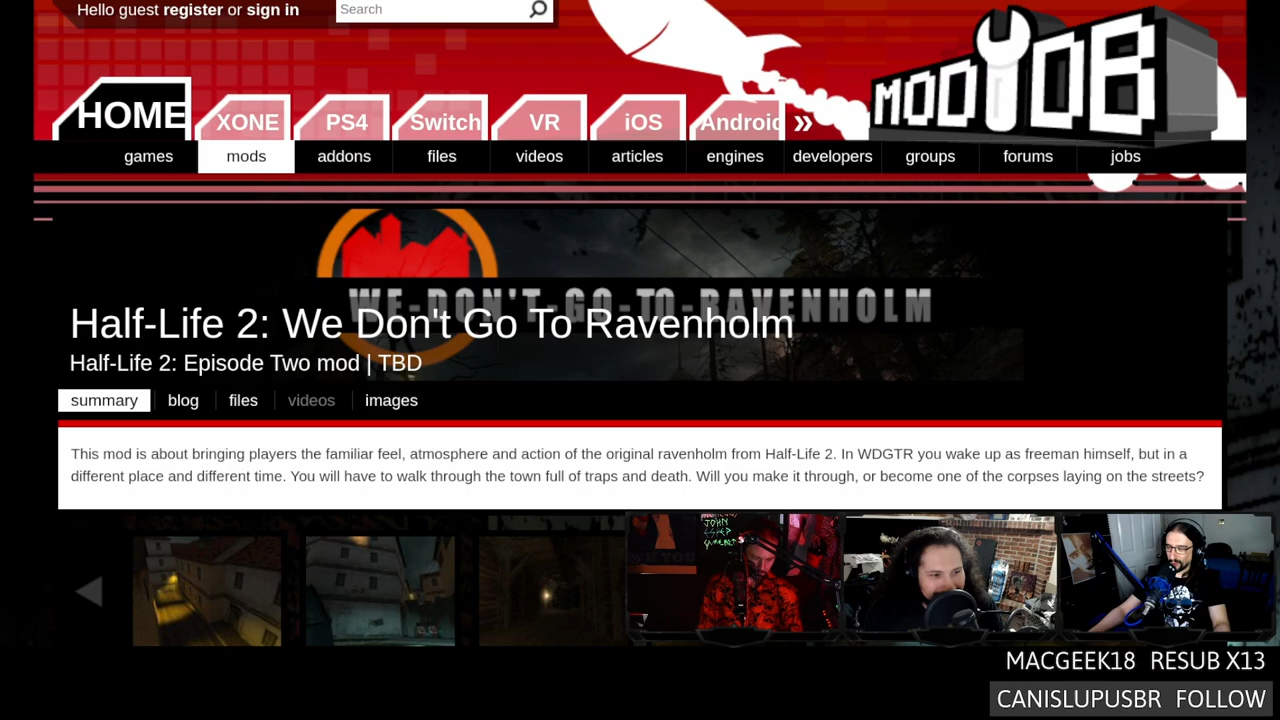 Hello guest register or sign in
Search
MOD DB
HOME
XONE
PS4
Switch
VR
iOS
Android
»
games
mods
addons
files
videos
articles
engines
developers
groups
forums
jobs
WE-DON'T-GO-TO-RAVENHOLM
Half-Life 2: We Don't Go To Ravenholm
Half-Life 2: Episode Two mod | TBD
summary
blog
files
videos
images
This mod is about bringing players the familiar feel, atmosphere and action of the original ravenholm from Half-Life 2. In WDGTR you wake up as freeman himself, but in a
different place and different time. You will have to walk through the town full of traps and death. Will you make it through, or become one of the corpses laying on the streets?
JOHN
MACGEEK18 RESUB X13
CANISLUPUSBR FOLLOW